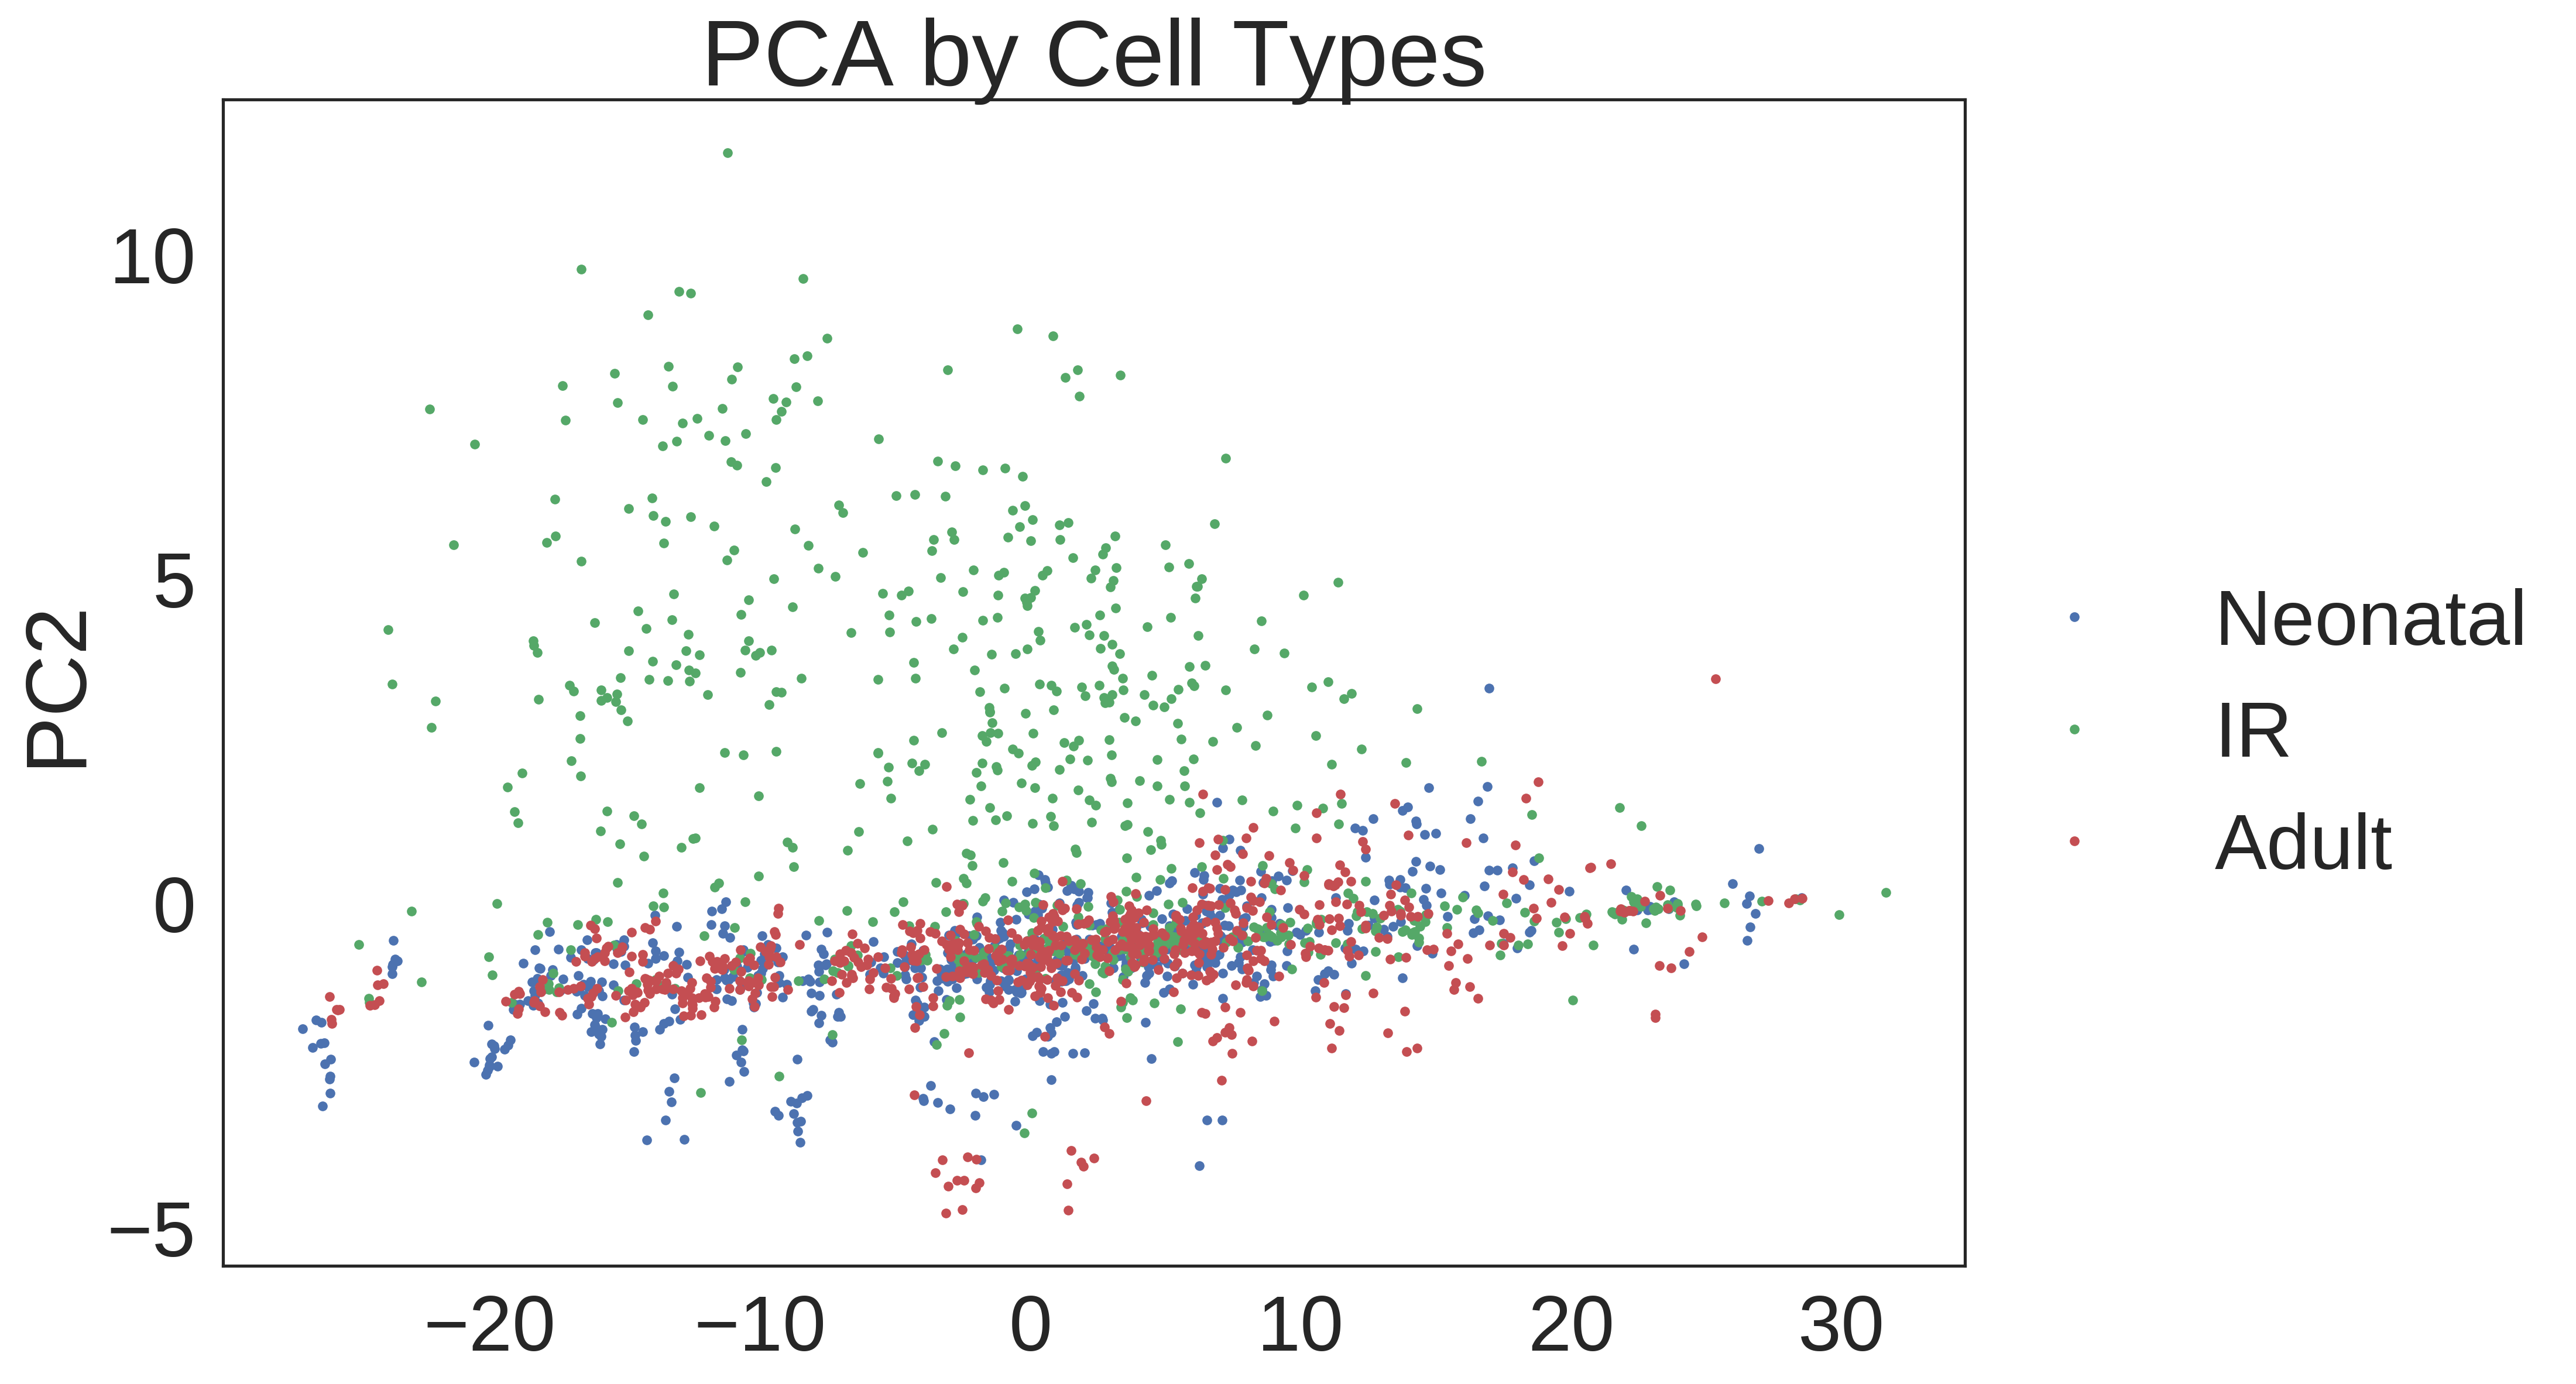 PCA by Cell Types
10
5
0
−5
PC2
−20 −10 0 10 20 30
Neonatal
IR
Adult